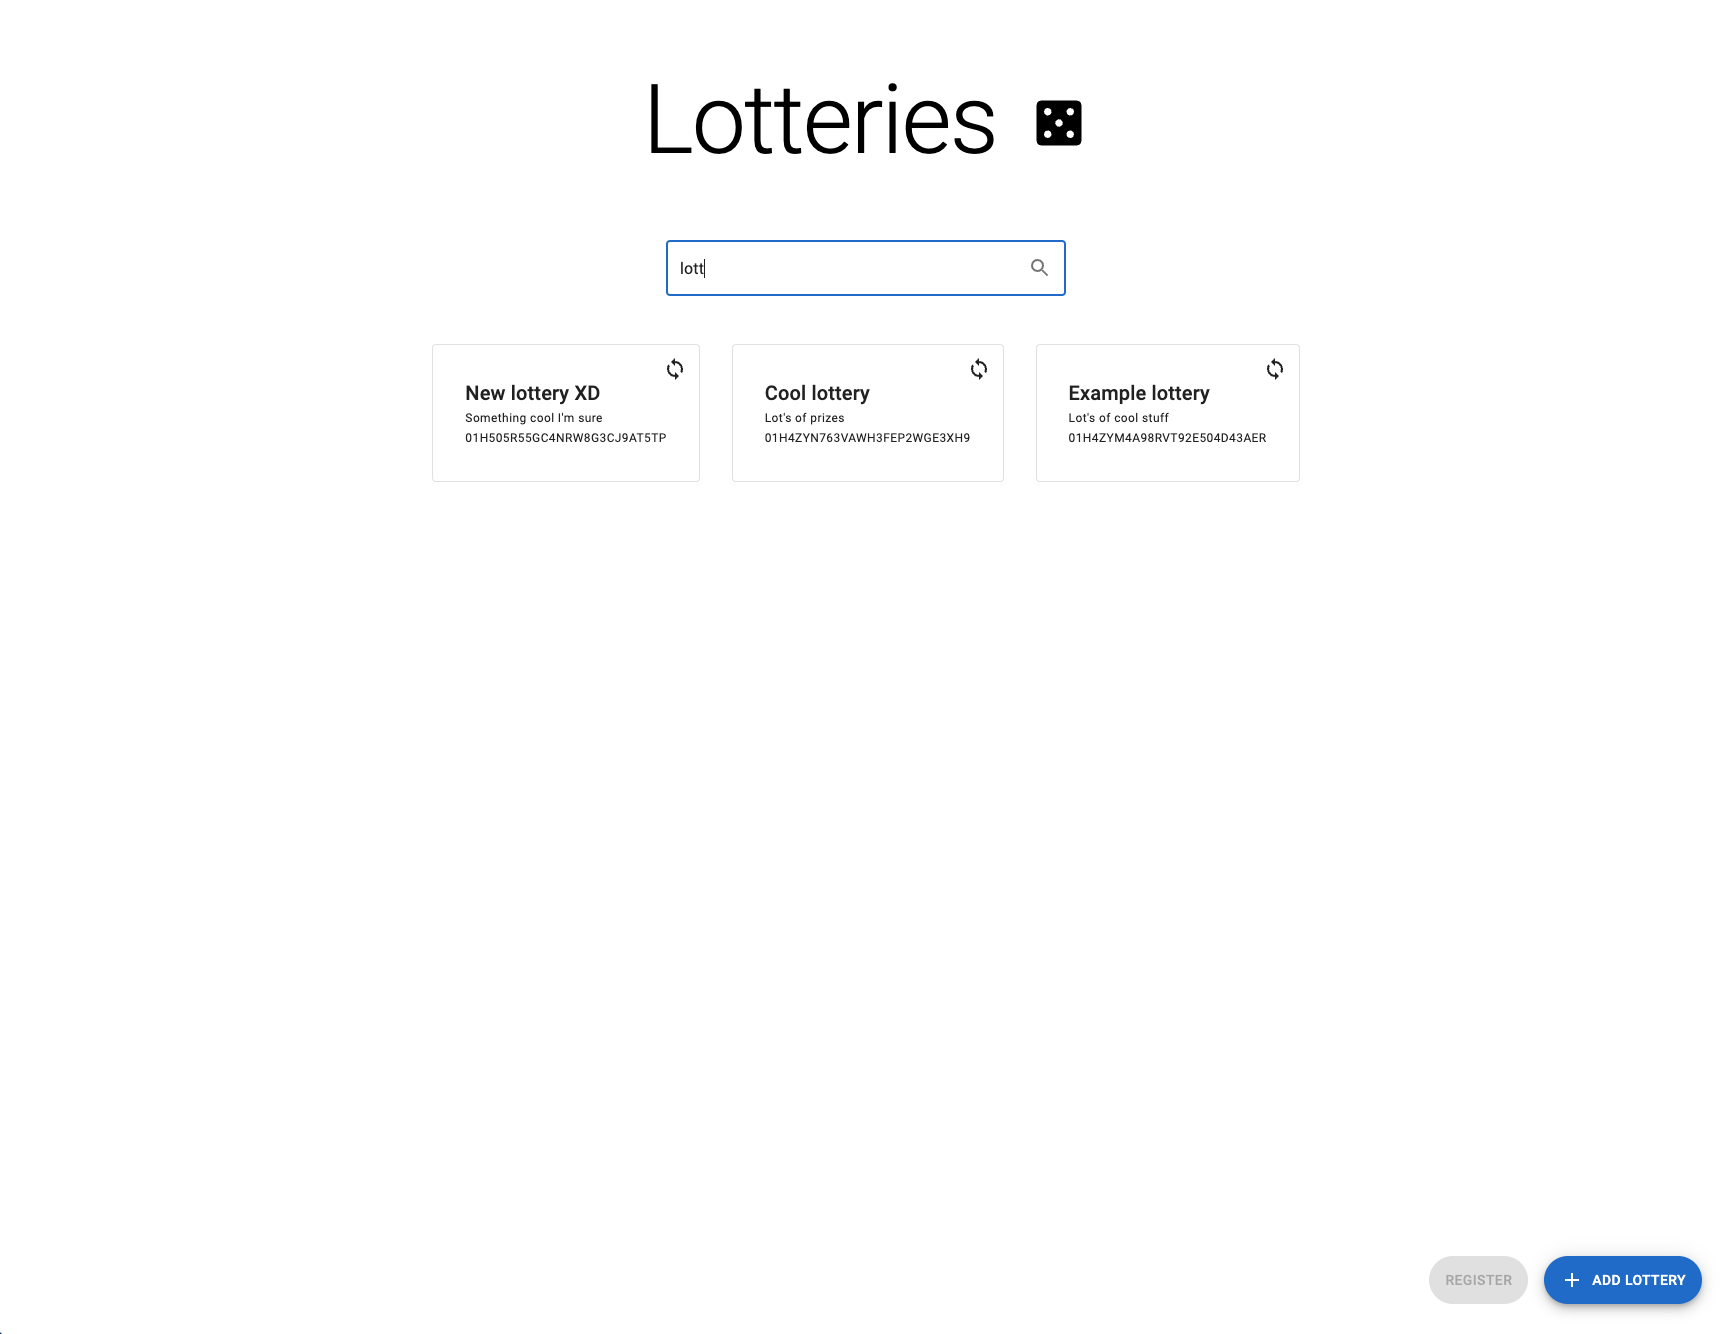 Lotteries
lott
New lottery XD
Something cool I'm sure
01H505R55GC4NRW8G3CJ9AT5TP
Cool lottery
Lot's of prizes
01H4ZYN763VAWH3FEP2WGE3XH9
Example lottery
Lot's of cool stuff
01H4ZYM4A98RVT92E504D43AER
REGISTER
ADD LOTTERY